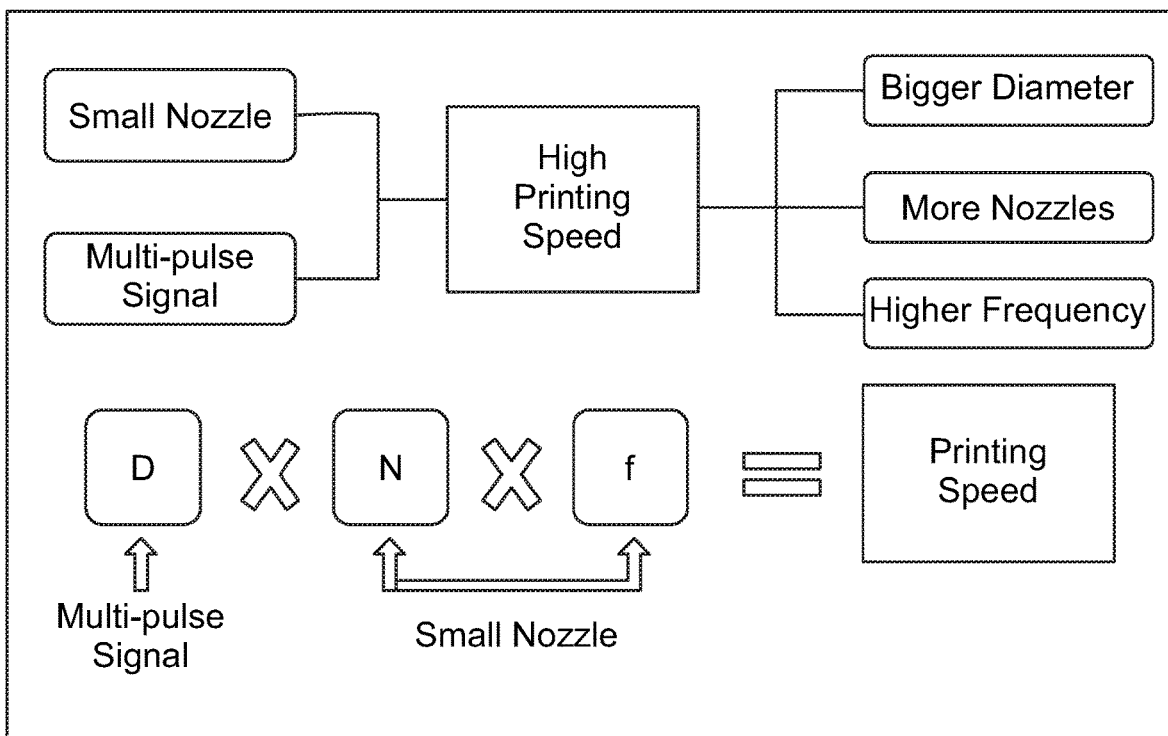 Small Nozzle
Multi-pulse
Signal
High
Printing
Speed
Bigger Diameter
More Nozzles
Higher Frequency
D
N
f
Printing
Speed
Multi-pulse
Signal
Small Nozzle